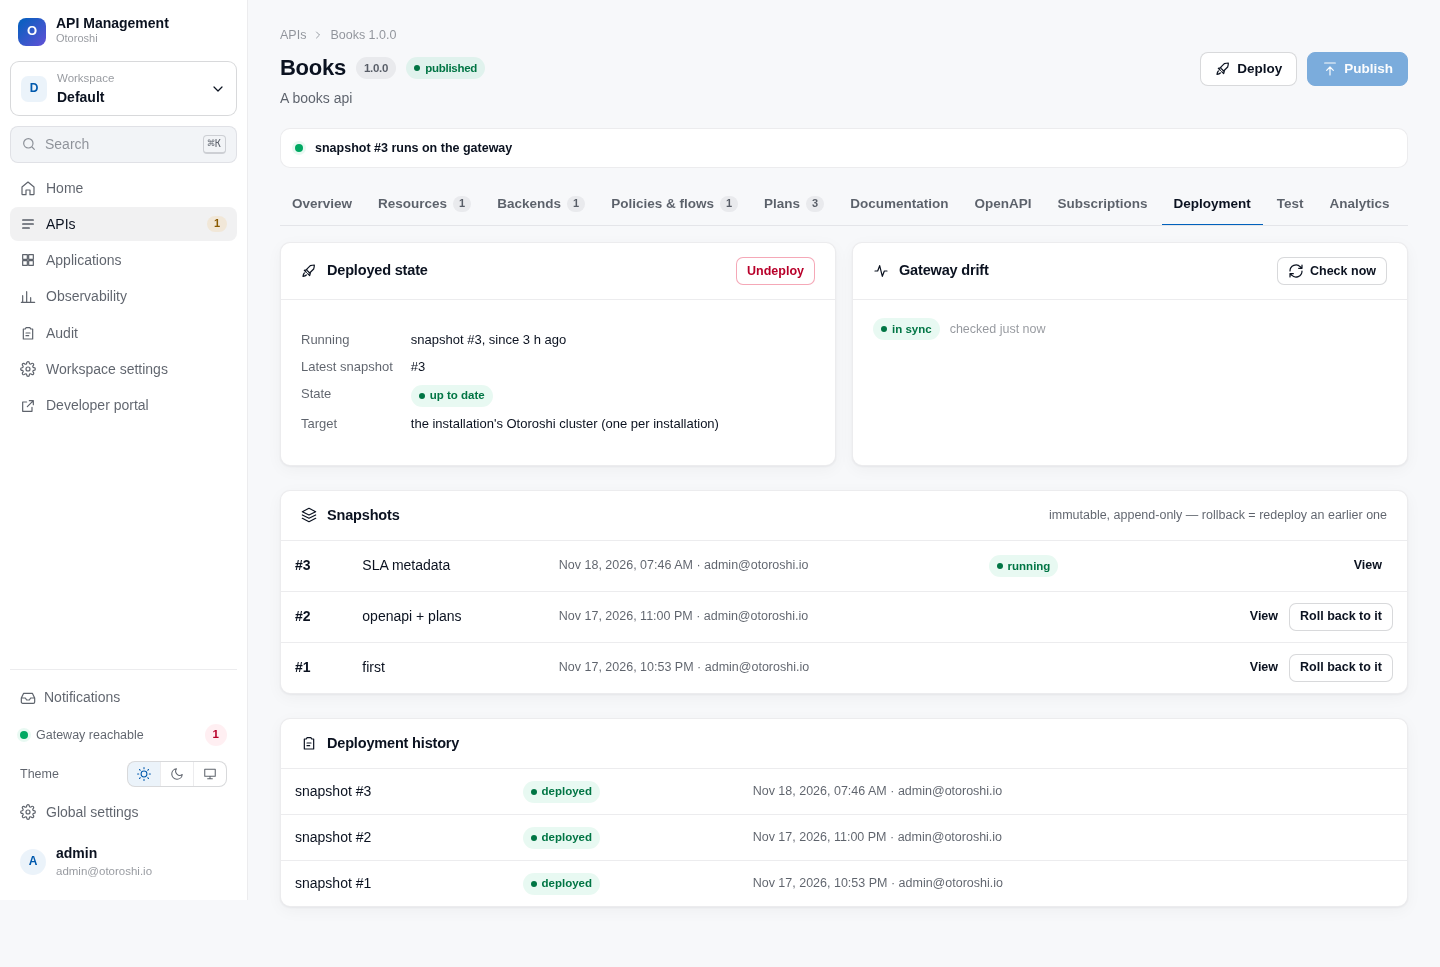 O
API Management
Otoroshi
D
Workspace
Default
Search
⌘K
Home
APIs
1
Applications
Observability
Audit
Workspace settings
Developer portal
Notifications
Gateway reachable
1
Theme
Global settings
A
admin
admin@otoroshi.io
APIs
Books 1.0.0
Books
1.0.0
published
Deploy
Publish
A books api
snapshot #3 runs on the gateway
Overview
Resources 1
Backends 1
Policies & flows 1
Plans 3
Documentation
OpenAPI
Subscriptions
Deployment
Test
Analytics
Deployed state
Undeploy
Running
snapshot #3, since 3 h ago
Latest snapshot
#3
State
up to date
Target
the installation's Otoroshi cluster (one per installation)
Gateway drift
Check now
in sync
checked just now
Snapshots
immutable, append-only — rollback = redeploy an earlier one
#3 SLA metadata Nov 18, 2026, 07:46 AM · admin@otoroshi.io running View
#2 openapi + plans Nov 17, 2026, 11:00 PM · admin@otoroshi.io View Roll back to it
#1 first Nov 17, 2026, 10:53 PM · admin@otoroshi.io View Roll back to it
Deployment history
snapshot #3 deployed Nov 18, 2026, 07:46 AM · admin@otoroshi.io
snapshot #2 deployed Nov 17, 2026, 11:00 PM · admin@otoroshi.io
snapshot #1 deployed Nov 17, 2026, 10:53 PM · admin@otoroshi.io